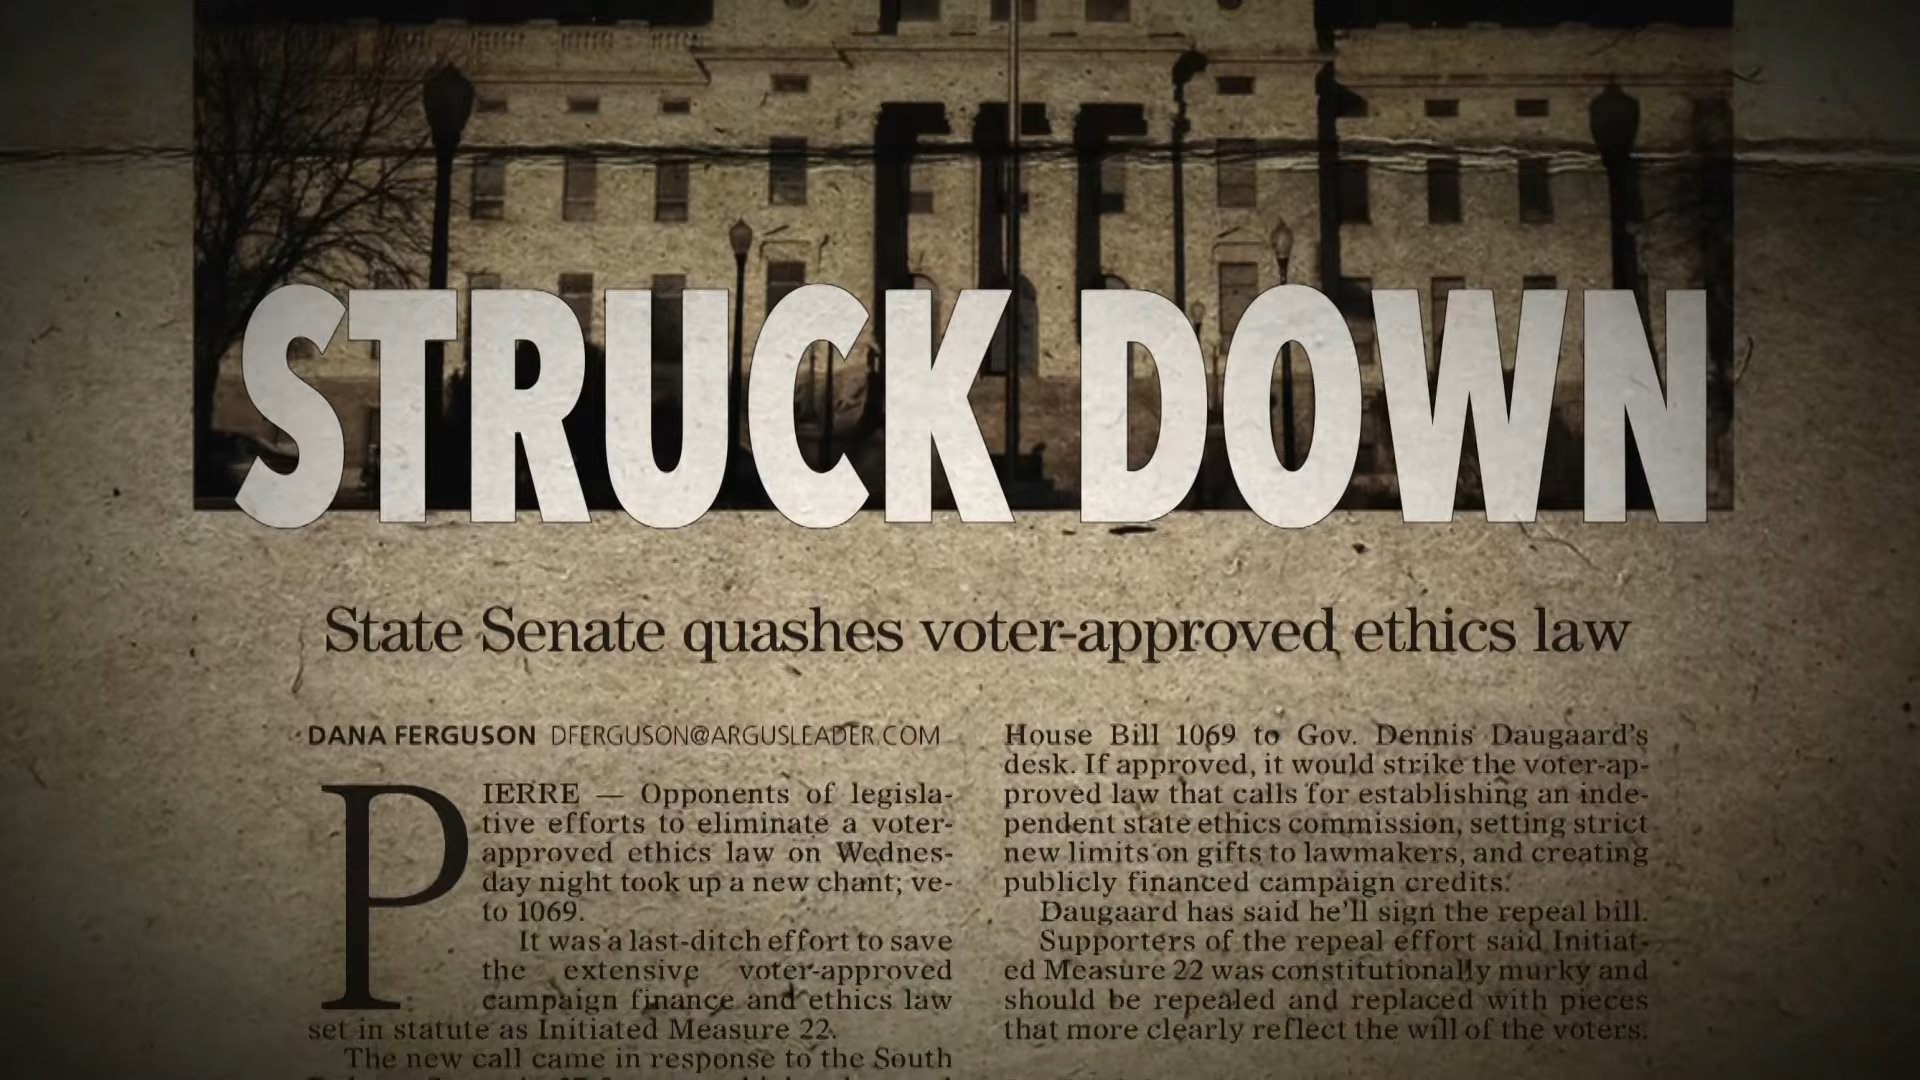 STRUCK DOWN
State Senate quashes voter-approved ethics law
DANA FERGUSON DFERGUSON@ARGUSLEADER.COM
PIERRE — Opponents of legisla-
tive efforts to eliminate a voter-
approved ethics law on Wednes-
day night took up a new chant; ve-
to 1069.
It was a last-ditch effort to save
the extensive voter-approved
campaign finance and ethics law
set in statute as Initiated Measure 22.
The new call came in response to the South
House Bill 1069 to Gov. Dennis Daugaard's
desk. If approved, it would strike the voter-ap-
proved law that calls for establishing an inde-
pendent state ethics commission, setting strict
new limits on gifts to lawmakers, and creating
publicly financed campaign credits.
Daugaard has said he'll sign the repeal bill.
Supporters of the repeal effort said Initiat-
ed Measure 22 was constitutionally murky and
should be repealed and replaced with pieces
that more clearly reflect the will of the voters.